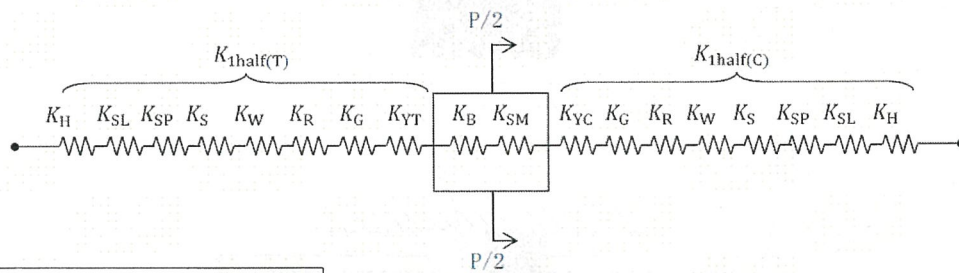 P/2
K1half(T) K1half(C)
KH KSL KSP KS KW KR KG KYT KB KSM KYC KG KR KW KS KSP KSL KH
P/2